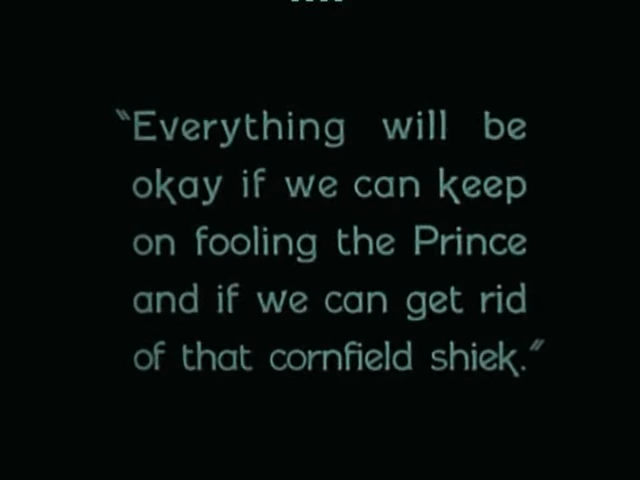 "Everything will be
okay if we can keep
on fooling the Prince
and if we can get rid
of that cornfield shiek."